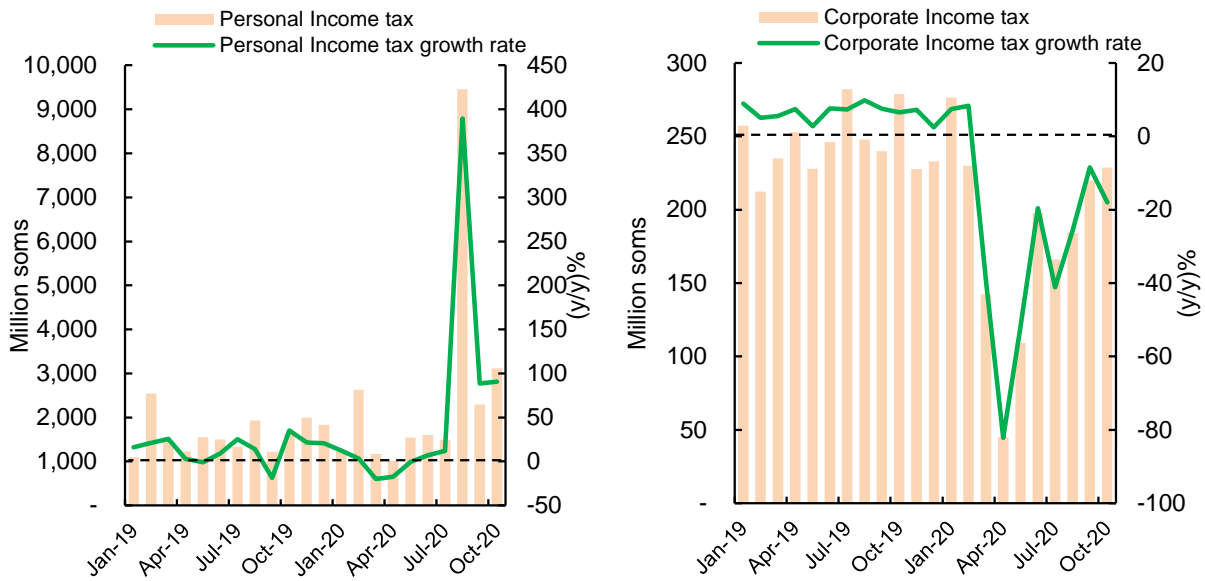 Personal Income tax
Personal Income tax growth rate
10,000
9,000
8,000
7,000
6,000
5,000
4,000
3,000
2,000
1,000
-
Million soms
450
400
350
300
250
200
150
100
50
0
-50
(y/y)%
Jan-19
Apr-19
Jul-19
Oct-19
Jan-20
Apr-20
Jul-20
Oct-20
Corporate Income tax
Corporate Income tax growth rate
300
250
200
150
100
50
-
Million soms
20
0
-20
-40
-60
-80
-100
(y/y)%
Jan-19
Apr-19
Jul-19
Oct-19
Jan-20
Apr-20
Jul-20
Oct-20